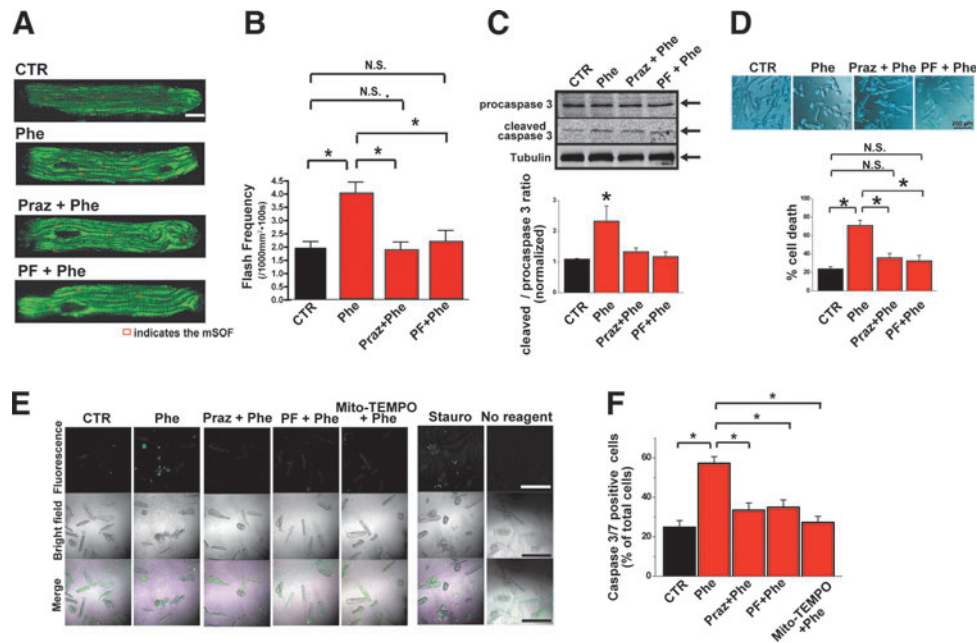 A
CTR
Phe
Praz + Phe
PF + Phe
indicates the mSOF
B
N.S.
N.S.
*
*
*
Flash Frequency
(/1000mm²•100s)
4.5
4.0
3.5
3.0
2.5
2.0
1.5
1.0
0.5
0.0
CTR
Phe
Praz+Phe
PF+Phe
C
CTR
Phe
Praz + Phe
PF + Phe
procaspase 3
cleaved
caspase 3
Tubulin
cleaved / procaspase 3 ratio
(normalized)
3
2
1
0
*
CTR
Phe
Praz+Phe
PF+Phe
D
CTR
Phe
Praz + Phe
PF + Phe
200 µm
N.S.
N.S.
*
*
*
% cell death
100
80
60
40
20
0
CTR
Phe
Praz+Phe
PF+Phe
E
CTR
Phe
Praz + Phe
PF + Phe
Mito-TEMPO
+ Phe
Stauro
No reagent
Fluorescence
Bright field
Merge
F
*
*
*
*
Caspase 3/7 positive cells
(% of total cells)
60
40
20
0
CTR
Phe
Praz+Phe
PF+Phe
Mito-TEMPO
+Phe